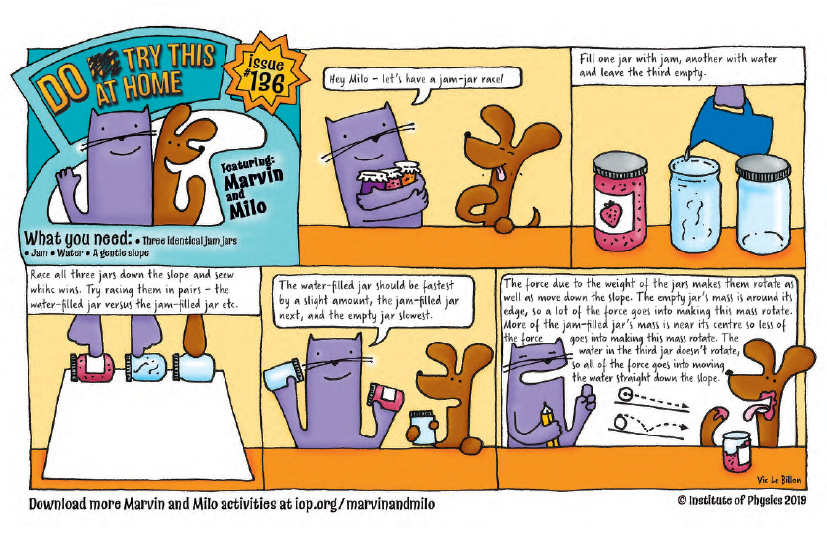 DO TRY THIS
AT HOME
issue
#136
Featuring:
Marvin
and
Milo
What you need: • Three identical jam jars
• Jam • Water • A gentle slope
Hey Milo – let's have a jam-jar race!
Fill one jar with jam, another with water
and leave the third empty.
Race all three jars down the slope and seew
whihc wins. Try racing them in pairs – the
water-filled jar versus the jam-filled jar etc.
The water-filled jar should be fastest
by a slight amount, the jam-filled jar
next, and the empty jar slowest.
The force due to the weight of the jars makes them rotate as
well as move down the slope. The empty jar's mass is around its
edge, so a lot of the force goes into making this mass rotate.
More of the jam-filled jar's mass is near its centre so less of
the force goes into making this mass rotate. The
water in the third jar doesn't rotate,
so all of the force goes into moving
the water straight down the slope.
Vic Le Billon
Download more Marvin and Milo activities at iop.org/marvinandmilo
© Institute of Physics 2019